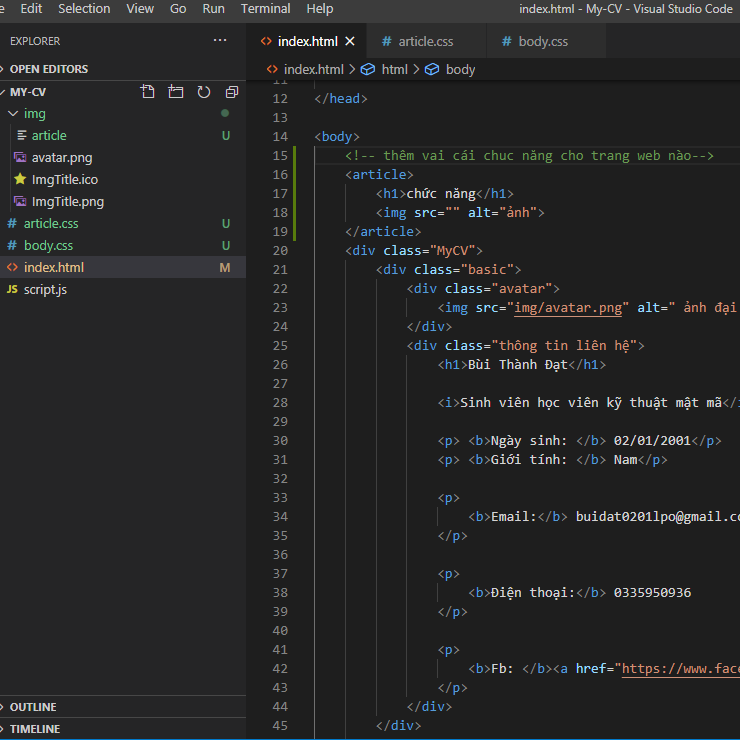 Edit Selection View Go Run Terminal Help index.html - My-CV - Visual Studio Code
EXPLORER ···
OPEN EDITORS
MY-CV
img
article U
avatar.png
ImgTitle.ico
ImgTitle.png
# article.css U
# body.css U
<> index.html M
JS script.js
OUTLINE
TIMELINE
<> index.html × # article.css # body.css
<> index.html > html > body
11
12 </head>
13
14 <body>
15 <!-- thêm vai cái chuc năng cho trang web nào-->
16 <article>
17 <h1>chức năng</h1>
18 <img src="" alt="ảnh">
19 </article>
20 <div class="MyCV">
21 <div class="basic">
22 <div class="avatar">
23 <img src="img/avatar.png" alt=" ảnh đại
24 </div>
25 <div class="thông tin liên hệ">
26 <h1>Bùi Thành Đạt</h1>
27
28 <i>Sinh viên học viên kỹ thuật mật mã</i
29
30 <p> <b>Ngày sinh: </b> 02/01/2001</p>
31 <p> <b>Giới tính: </b> Nam</p>
32
33 <p>
34 <b>Email:</b> buidat0201lpo@gmail.co
35 </p>
36
37 <p>
38 <b>Điện thoại:</b> 0335950936
39 </p>
40
41 <p>
42 <b>Fb: </b><a href="https://www.face
43 </p>
44 </div>
45 </div>